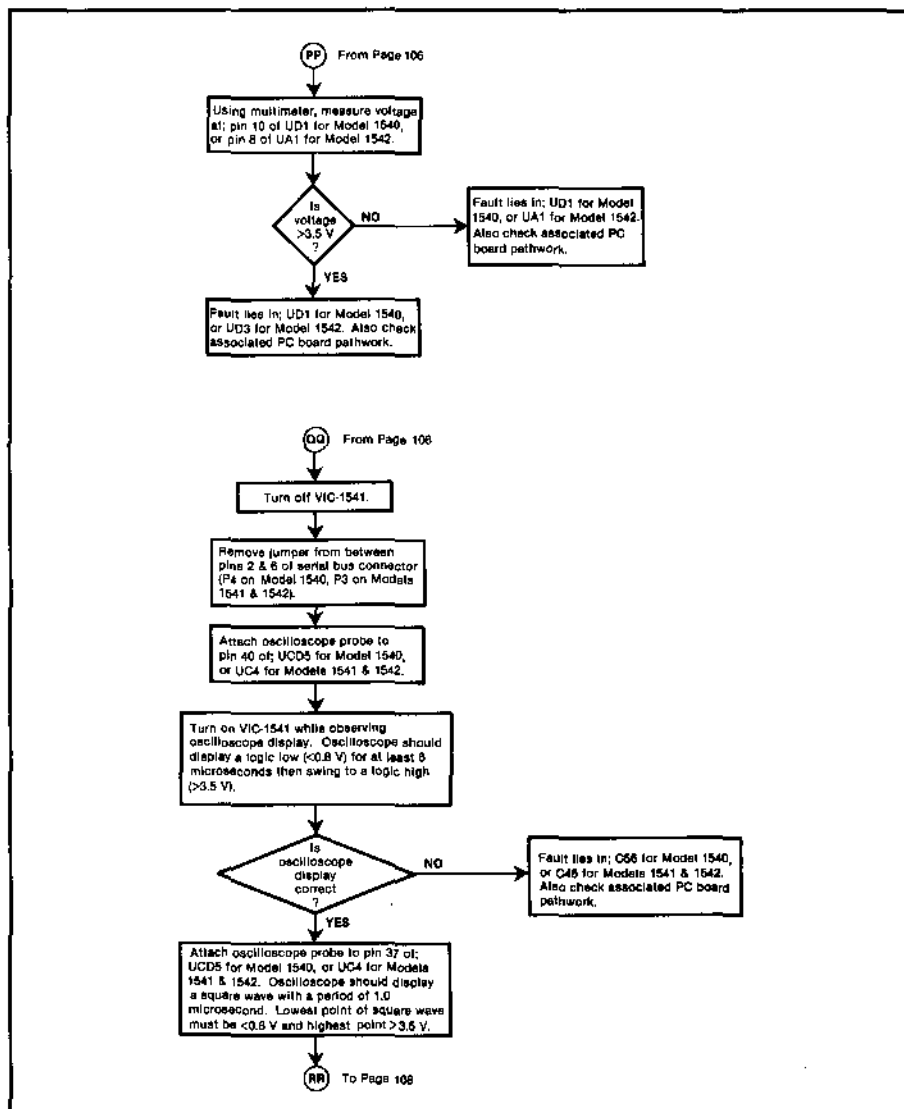 PP From Page 106
Using multimeter, measure voltage
at; pin 10 of UD1 for Model 1540,
or pin 8 of UA1 for Model 1542.
Is
voltage
>3.5 V
?
NO
Fault lies in; UD1 for Model
1540, or UA1 for Model 1542.
Also check associated PC
board pathwork.
YES
Fault lies in; UD1 for Model 1540,
or UD3 for Model 1542. Also check
associated PC board pathwork.
QQ From Page 106
Turn off VIC-1541.
Remove jumper from between
pins 2 & 6 of serial bus connector
(P4 on Model 1540, P3 on Models
1541 & 1542).
Attach oscilloscope probe to
pin 40 of; UCD5 for Model 1540,
or UC4 for Models 1541 & 1542.
Turn on VIC-1541 while observing
oscilloscope display. Oscilloscope should
display a logic low (<0.8 V) for at least
microseconds then swing to a logic high
(>3.5 V).
Is
oscilloscope
display
correct
?
NO
Fault lies in; for Model 1540,
or for Models 1541 & 1542.
Also check associated PC board
pathwork.
YES
Attach oscilloscope probe to pin 37 of;
UCD5 for Model 1540, or UC4 for Models
1541 & 1542. Oscilloscope should display
a square wave with a period of 1.0
microsecond. Lowest point of square wave
must be and highest point >3.5 V.
RR To Page 108